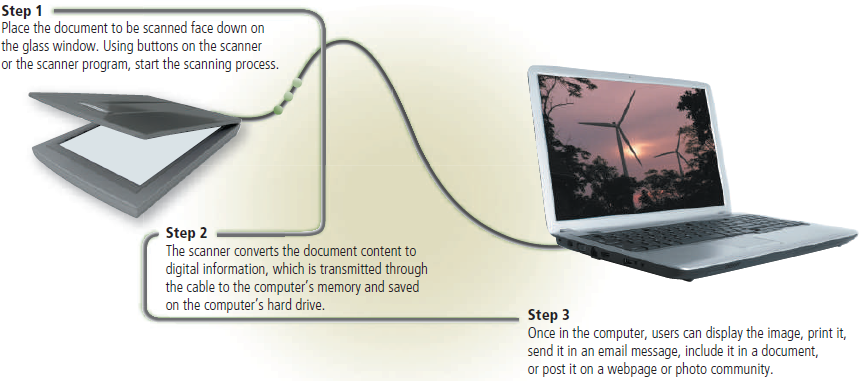 Step 1
Place the document to be scanned face down on
the glass window. Using buttons on the scanner
or the scanner program, start the scanning process.
Step 2
The scanner converts the document content to
digital information, which is transmitted through
the cable to the computer's memory and saved
on the computer's hard drive.
Step 3
Once in the computer, users can display the image, print it,
send it in an email message, include it in a document,
or post it on a webpage or photo community.